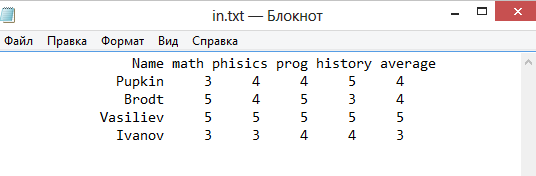 in.txt — Блокнот
Файл Правка Формат Вид Справка
Name math phisics prog history average
Pupkin 3 4 4 5 4
Brodt 5 4 5 3 4
Vasiliev 5 5 5 5 5
Ivanov 3 3 4 4 3